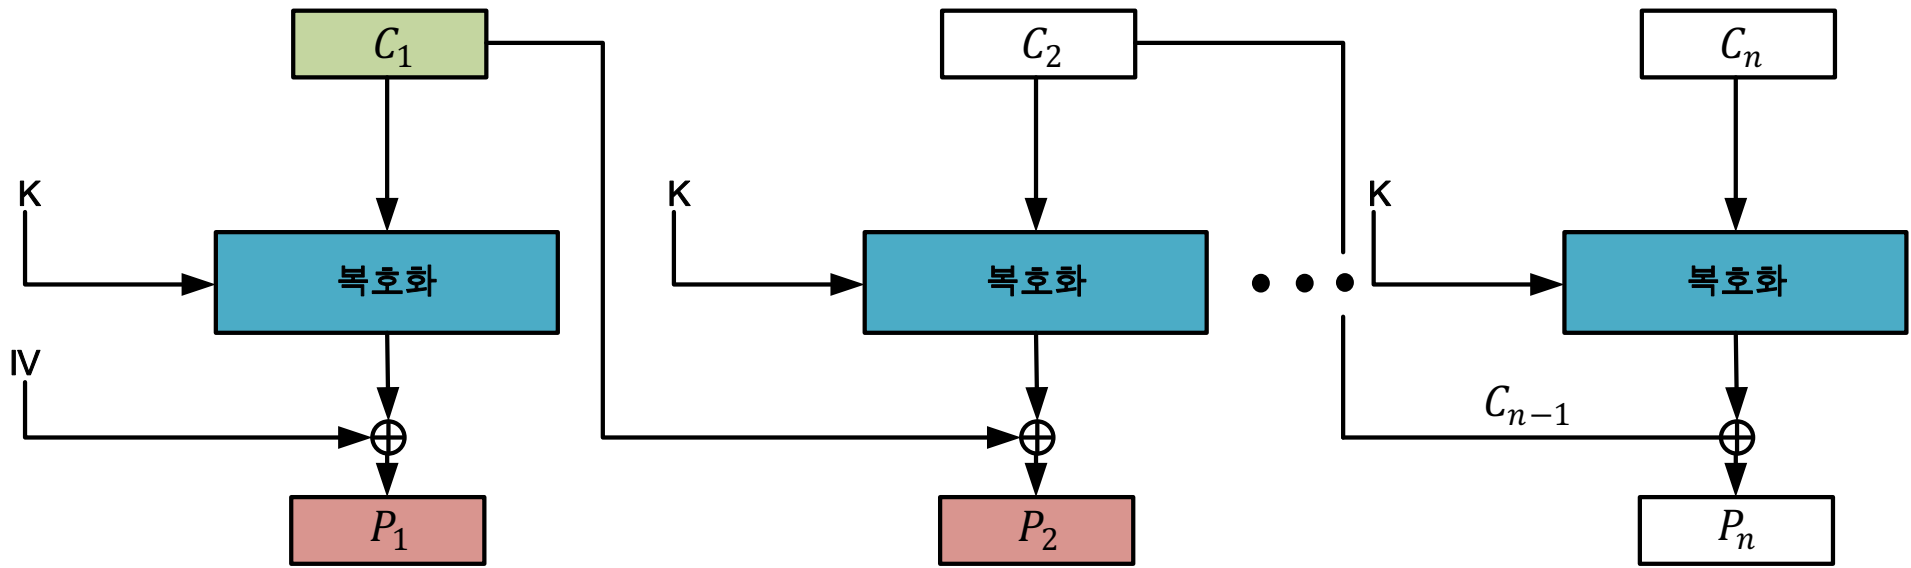 C₁ C₂ Cₙ
K K K
복호화 복호화 • • • 복호화
IV
Cₙ₋₁
P₁ P₂ Pₙ